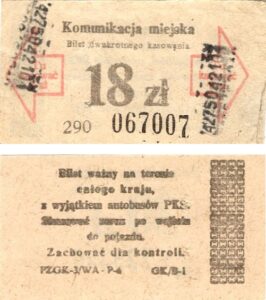 Komunikacja miejska
Bilet dwukrotnego kasowania
18 zł
290 067007
Bilet ważny na terenie
całego kraju,
z wyjątkiem autobusów PKS.
Skasować zaraz po wejściu
do pojazdu.
Zachować dla kontroli.
PZGK-3/WA-P-4 GK/B-1